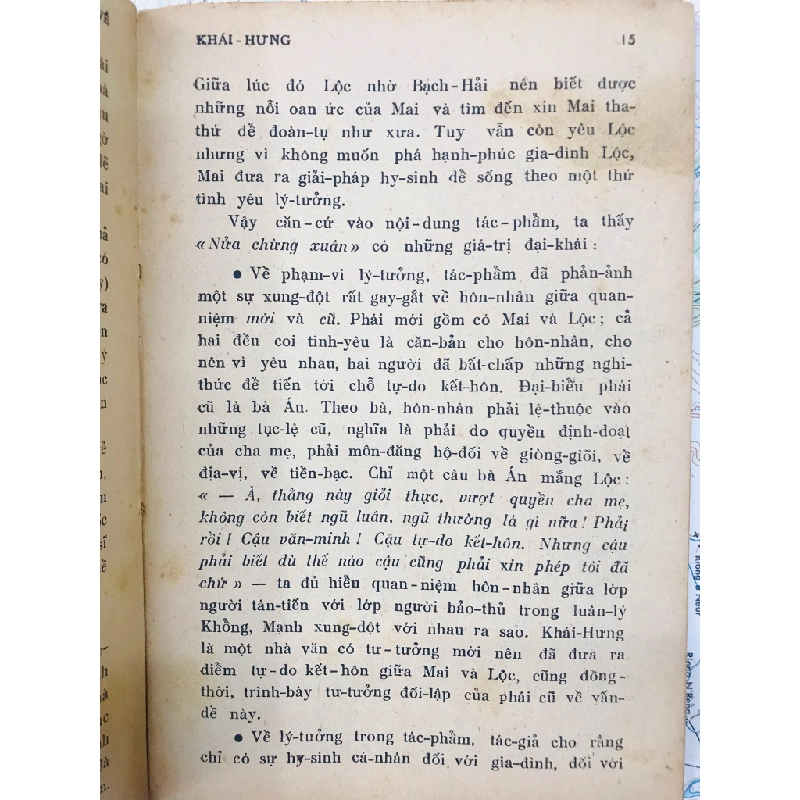 KHÁI-HƯNG 15
Giữa lúc đó Lộc nhờ Bạch-Hải nên biết được
những nỗi oan ức của Mai và tìm đến xin Mai tha-
thứ để đoàn-tụ như xưa. Tuy vẫn còn yêu Lộc
nhưng vì không muốn phá hạnh-phúc gia-đình Lộc,
Mai đưa ra giải-pháp hy-sinh để sống theo một thứ
tình yêu lý-tưởng.
Vậy căn-cứ vào nội-dung tác-phẩm, ta thấy
«Nửa chừng xuân» có những giá-trị đại-khái :
● Về phạm-vi lý-tưởng, tác-phẩm đã phản-ảnh
một sự xung-đột rất gay-gắt về hôn-nhân giữa quan-
niệm mới và cũ. Phái mới gồm có Mai và Lộc ; cả
hai đều coi tình-yêu là căn-bản cho hôn-nhân, cho
nên vì yêu nhau, hai người đã bất-chấp những nghi-
thức để tiến tới chỗ tự-do kết-hôn. Đại-biểu phái
cũ là bà Án. Theo bà, hôn-nhân phải lệ-thuộc vào
những tục-lệ cũ, nghĩa là phải do quyền định-đoạt
của cha mẹ, phải môn-đăng hộ-đối về giòng-giõi, về
địa-vị, về tiền-bạc. Chỉ một câu bà Án mắng Lộc :
« — À, thằng này giỏi thực, vượt quyền cha mẹ,
không còn biết ngũ luân, ngũ thường là gì nữa ! Phải
rồi ! Cậu văn-minh ! Cậu tự-do kết-hôn. Nhưng cậu
phải biết dù thế nào cậu cũng phải xin phép tôi đã
chứ » — ta đủ hiểu quan-niệm hôn-nhân giữa lớp
người tân-tiến với lớp người bảo-thủ trong luân-lý
Khổng, Mạnh xung-đột với nhau ra sao. Khái-Hưng
là một nhà văn có tư-tưởng mới nên đã đưa ra
điểm tự-do kết-hôn giữa Mai và Lộc, cũng đồng-
thời, trình-bày tư-tưởng đối-lập của phái cũ về vấn-
đề này.
● Về lý-tưởng trong tác-phẩm, tác-giả cho rằng
chỉ có sự hy-sinh cá-nhân đối với gia-đình, đối với